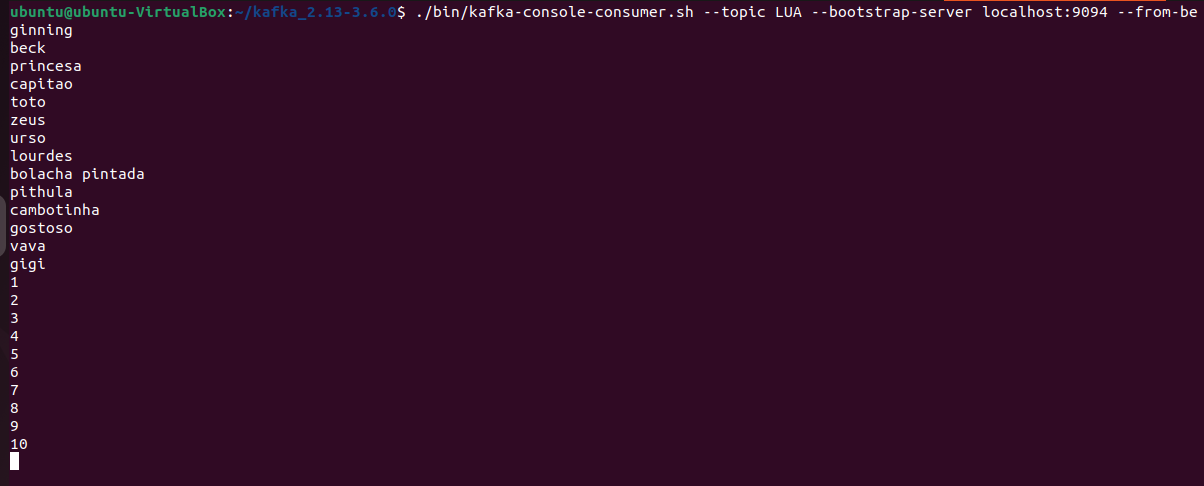 ubuntu@ubuntu-VirtualBox:~/kafka_2.13-3.6.0$ ./bin/kafka-console-consumer.sh --topic LUA --bootstrap-server localhost:9094 --from-be
ginning
beck
princesa
capitao
toto
zeus
urso
lourdes
bolacha pintada
pithula
cambotinha
gostoso
vava
gigi
1
2
3
4
5
6
7
8
9
10